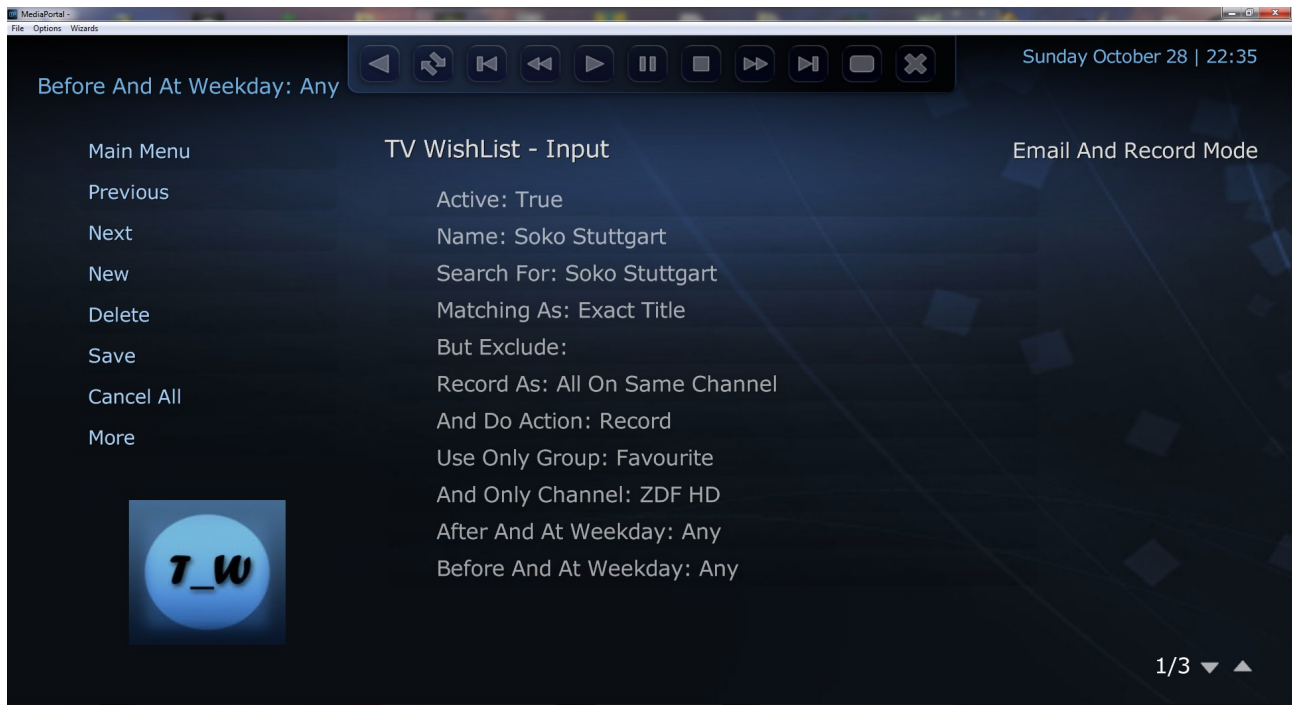 MediaPortal -
File Options Wizards
Sunday October 28 | 22:35
Before And At Weekday: Any
Main Menu
Previous
Next
New
Delete
Save
Cancel All
More
T_W
TV WishList - Input
Email And Record Mode
Active: True
Name: Soko Stuttgart
Search For: Soko Stuttgart
Matching As: Exact Title
But Exclude:
Record As: All On Same Channel
And Do Action: Record
Use Only Group: Favourite
And Only Channel: ZDF HD
After And At Weekday: Any
Before And At Weekday: Any
1/3